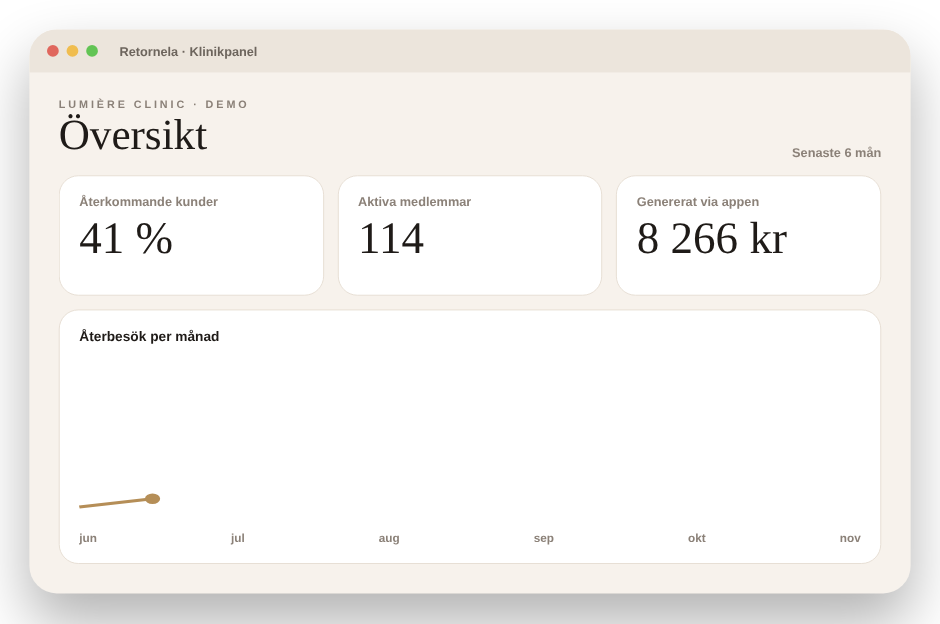 Retornela · Klinikpanel
LUMIÈRE CLINIC · DEMO
Översikt
Senaste 6 mån
Återkommande kunder
41 %
Aktiva medlemmar
114
Genererat via appen
8 266 kr
Återbesök per månad
jun jul aug sep okt nov